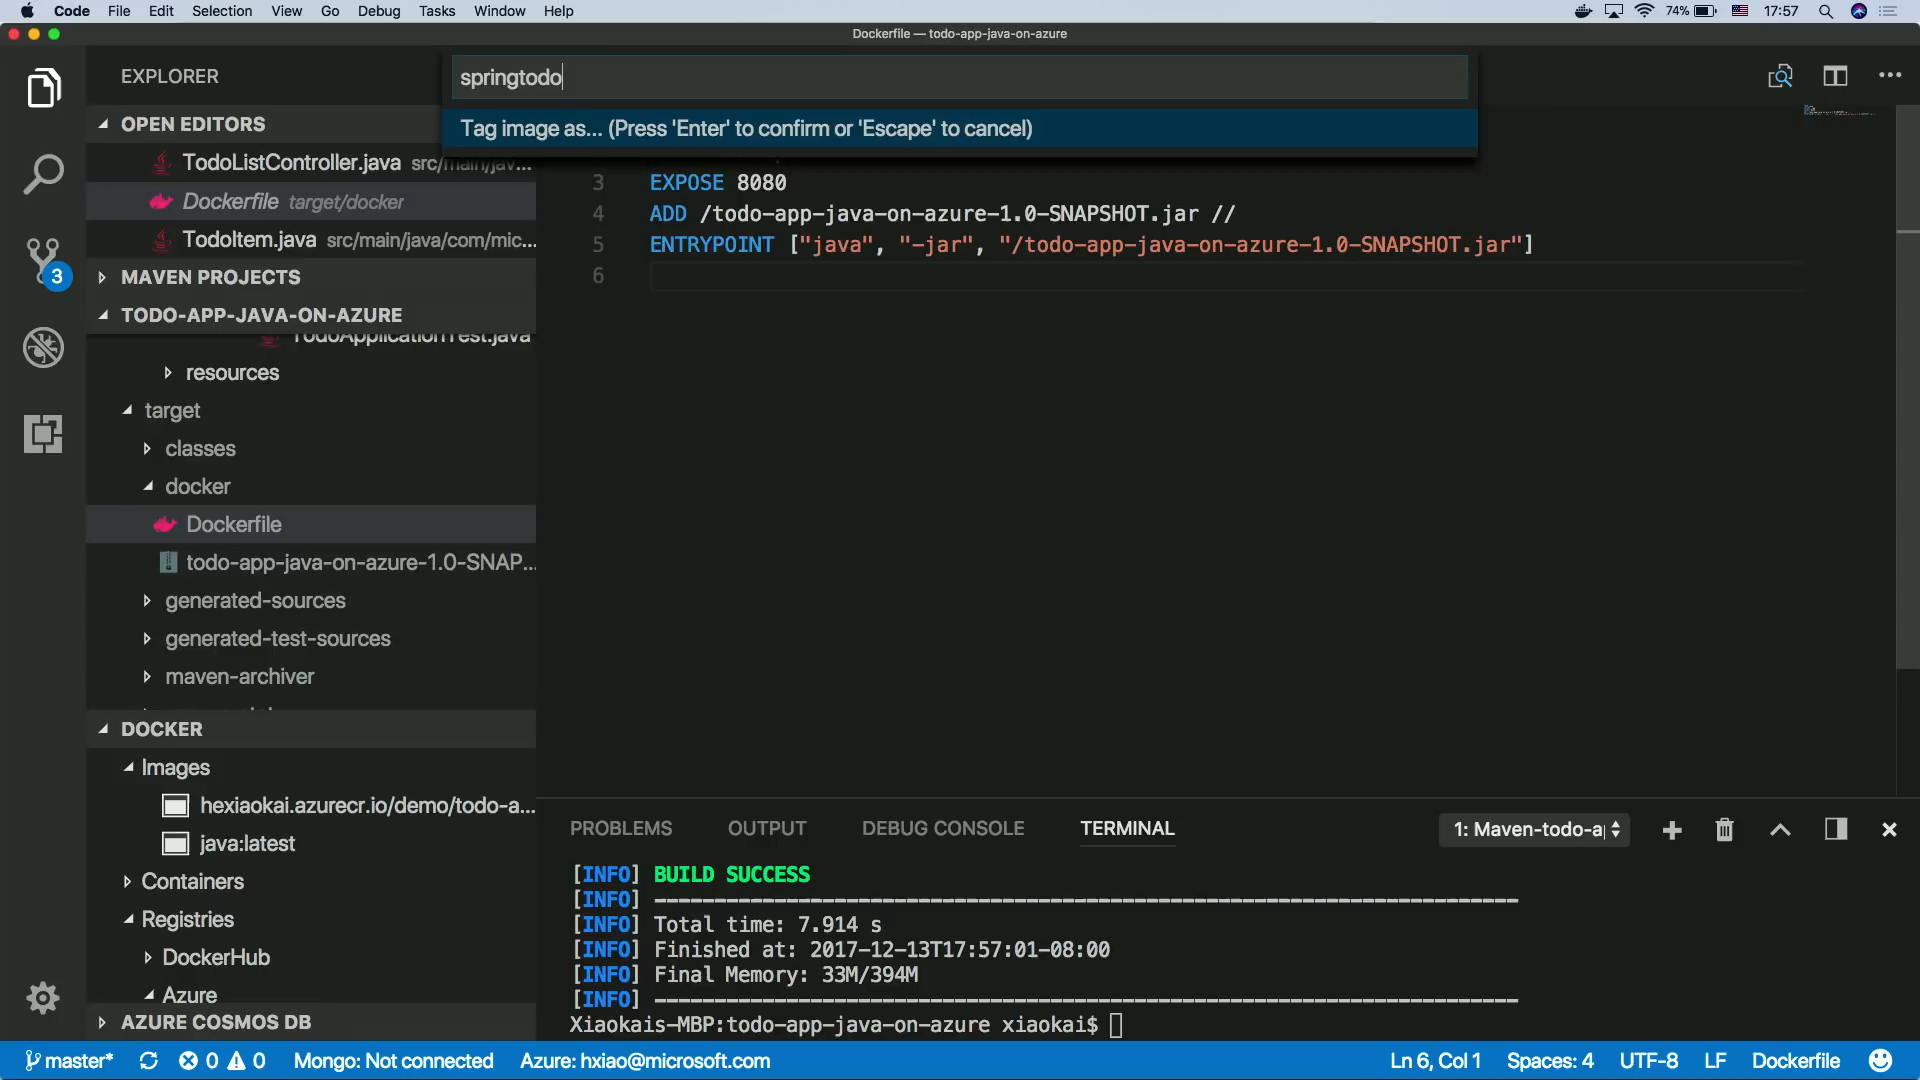 Code File Edit Selection View Go Debug Tasks Window Help 74% 17:57
Dockerfile — todo-app-java-on-azure
EXPLORER
springtodo
OPEN EDITORS
Tag image as... (Press 'Enter' to confirm or 'Escape' to cancel)
TodoListController.java src/main/jav...
Dockerfile target/docker
TodoItem.java src/main/java/com/mic...
3 EXPOSE 8080
4 ADD /todo-app-java-on-azure-1.0-SNAPSHOT.jar //
5 ENTRYPOINT ["java", "-jar", "/todo-app-java-on-azure-1.0-SNAPSHOT.jar"]
6
3
MAVEN PROJECTS
TODO-APP-JAVA-ON-AZURE
TodoApplicationTest.java
resources
target
classes
docker
Dockerfile
todo-app-java-on-azure-1.0-SNAP...
generated-sources
generated-test-sources
maven-archiver
DOCKER
Images
hexiaokai.azurecr.io/demo/todo-a...
java:latest
Containers
Registries
DockerHub
Azure
AZURE COSMOS DB
PROBLEMS OUTPUT DEBUG CONSOLE TERMINAL 1: Maven-todo-a
[INFO] BUILD SUCCESS
[INFO] ------------------------------------------------------------------------
[INFO] Total time: 7.914 s
[INFO] Finished at: 2017-12-13T17:57:01-08:00
[INFO] Final Memory: 33M/394M
[INFO] ------------------------------------------------------------------------
Xiaokais-MBP:todo-app-java-on-azure xiaokai$
master* 0 0 Mongo: Not connected Azure: hxiao@microsoft.com Ln 6, Col 1 Spaces: 4 UTF-8 LF Dockerfile